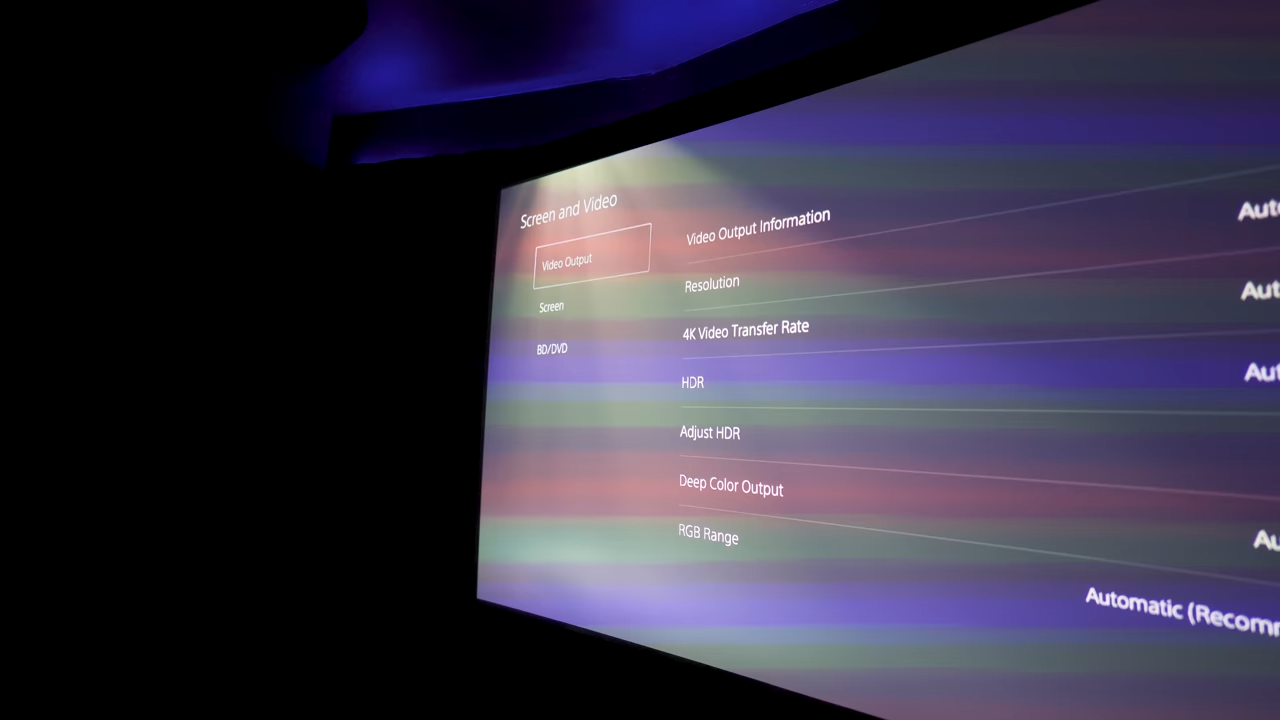 Screen and Video
Video Output
Screen
BD/DVD
Video Output Information
Resolution
4K Video Transfer Rate
HDR
Adjust HDR
Deep Color Output
RGB Range
Automatic